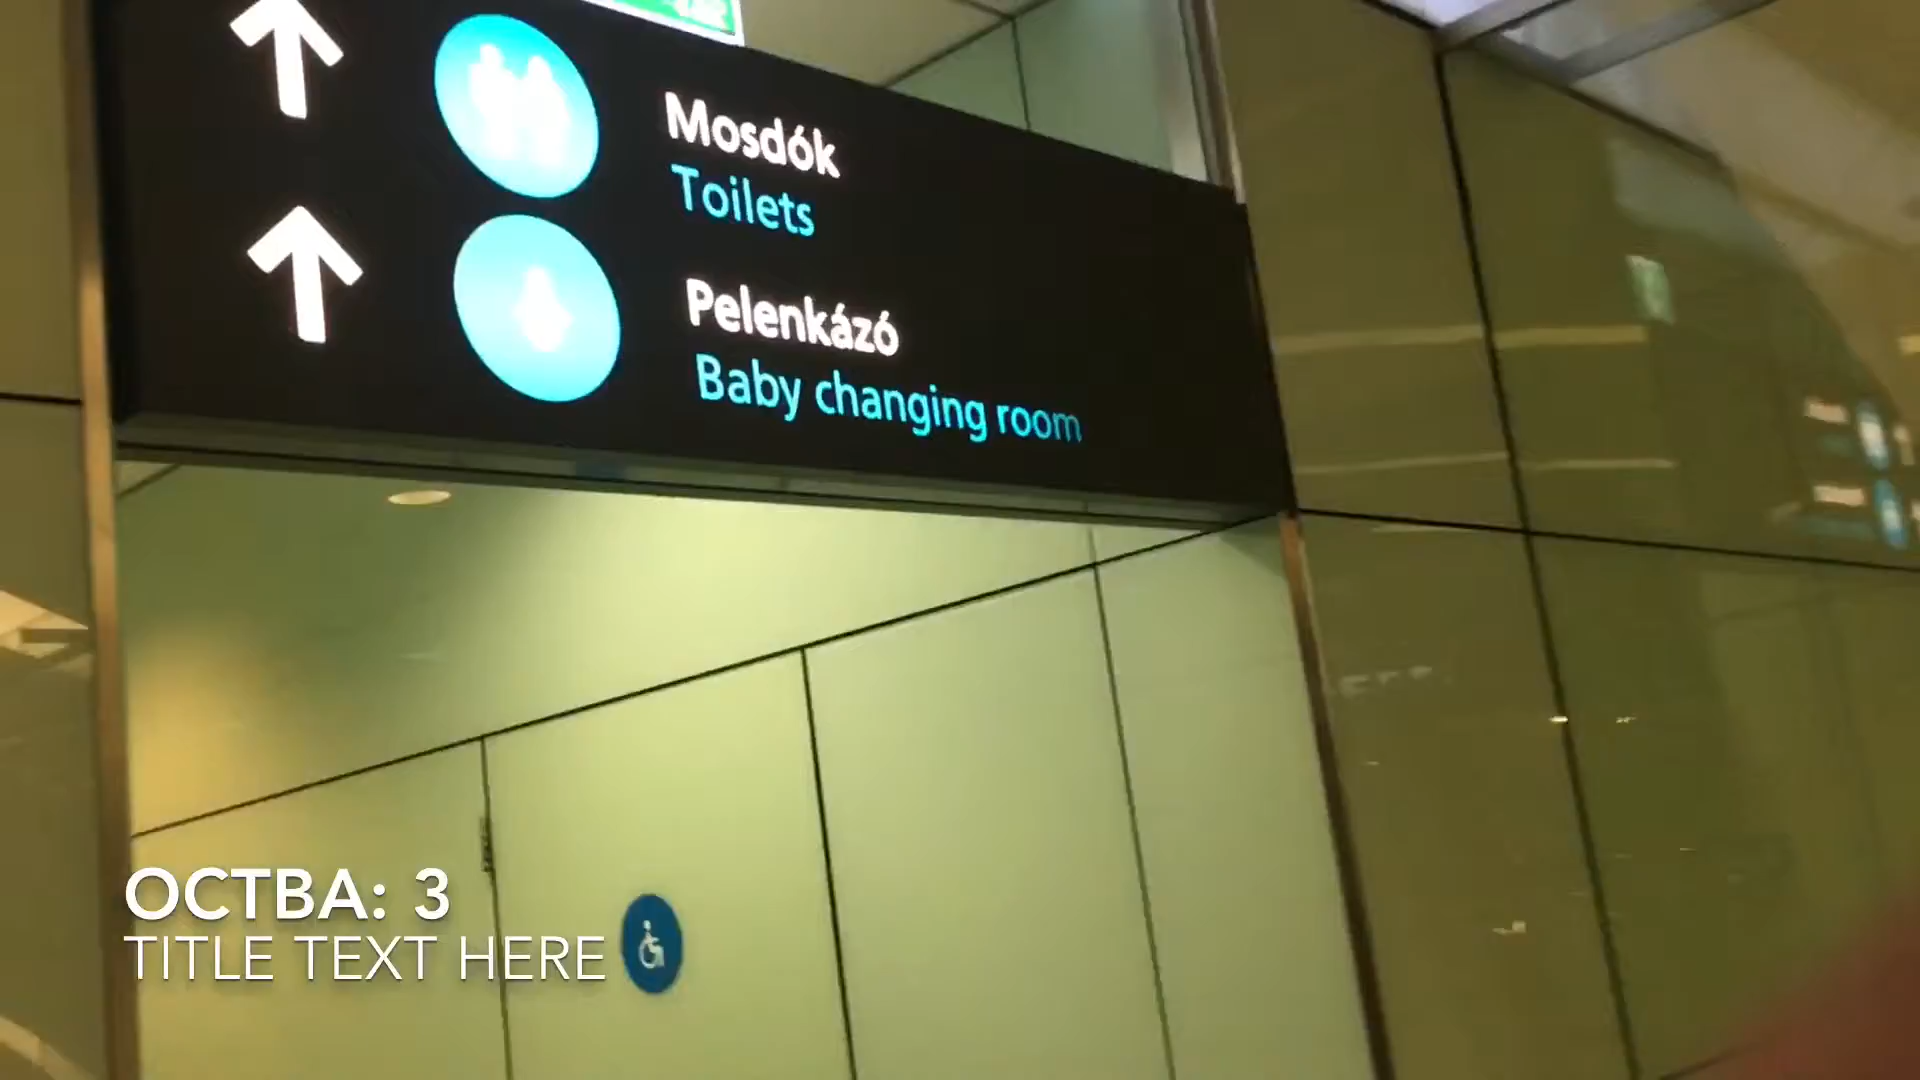 Mosdók
Toilets
Pelenkázó
Baby changing room
OCTBA: 3
TITLE TEXT HERE